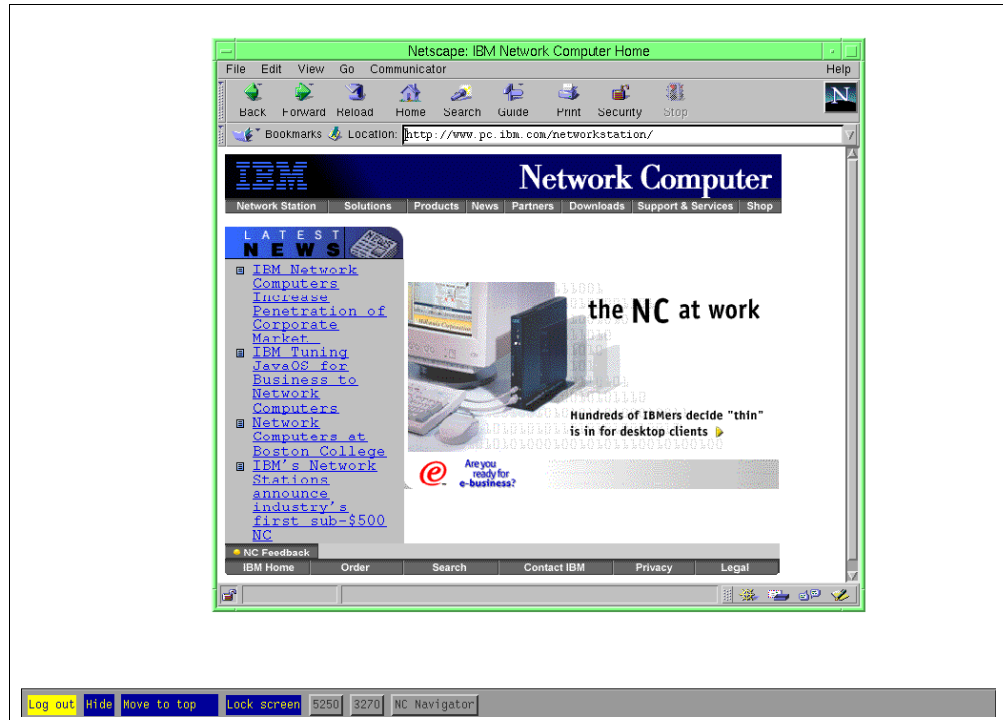 Netscape: IBM Network Computer Home
File Edit View Go Communicator Help
Back Forward Reload Home Search Guide Print Security Stop
N
Bookmarks Location: http://www.pc.ibm.com/networkstation/
IBM Network Computer
Network Station Solutions Products News Partners Downloads Support & Services Shop
LATEST
NEWS
IBM Network
Computers
Increase
Penetration of
Corporate
Market
IBM Tuning
JavaOS for
Business to
Network
Computers
Network
Computers at
Boston College
IBM's Network
Stations
announce
industry's
first sub-$500
NC
the NC at work
Hundreds of IBMers decide "thin"
is in for desktop clients
e
Are you
ready for
e-business?
NC Feedback
IBM Home Order Search Contact IBM Privacy Legal
Log out Hide Move to top Lock screen 5250 3270 NC Navigator